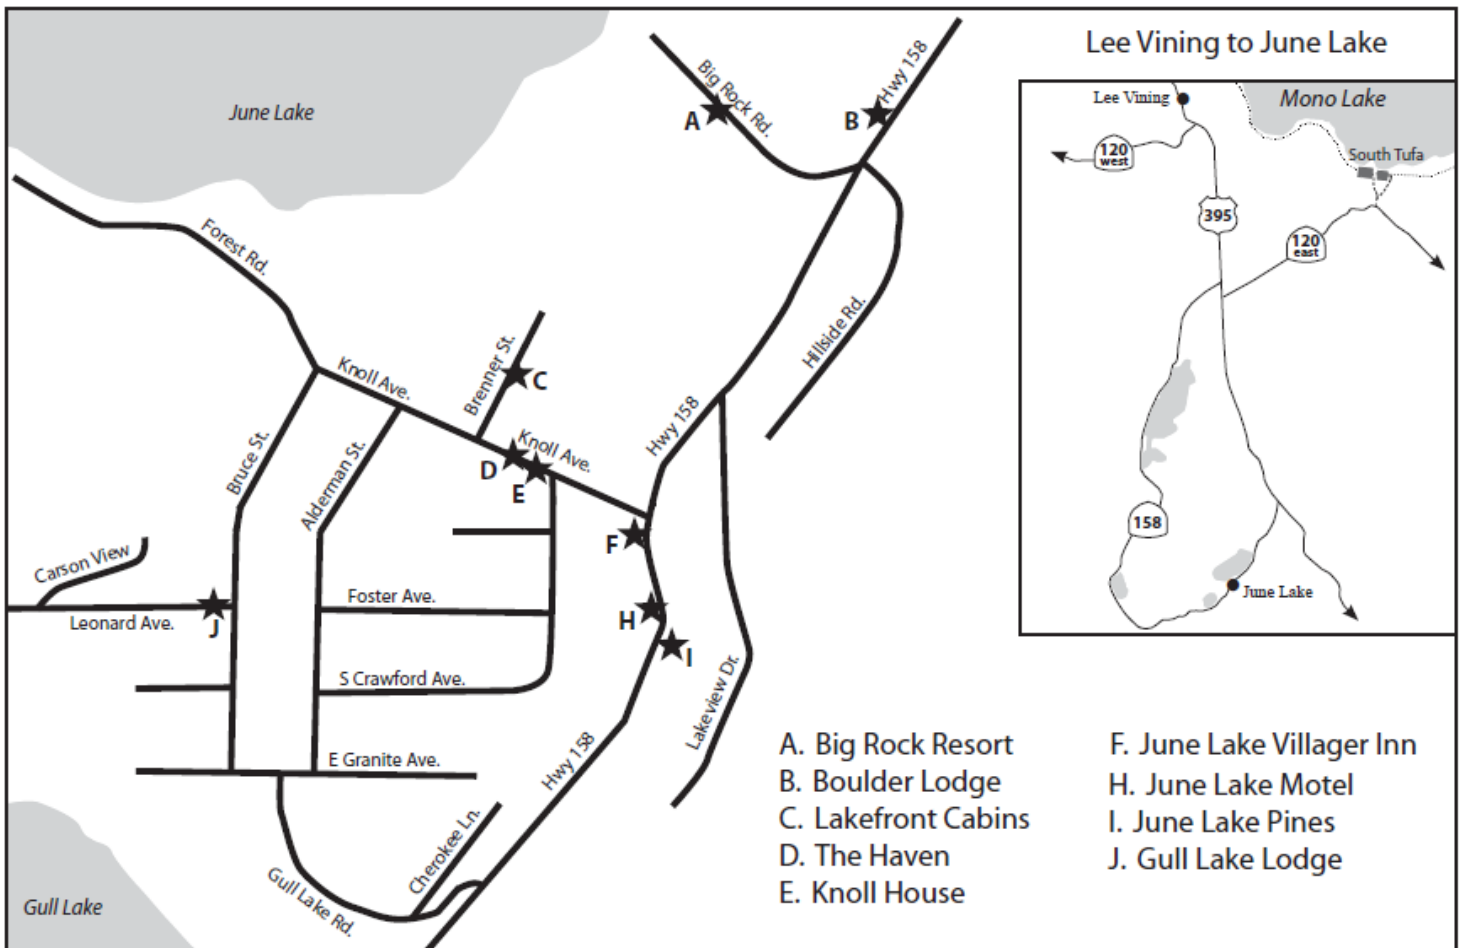 June Lake
Big Rock Rd.
Hwy 158
A
B
Forest Rd.
Hillside Rd.
Knoll Ave.
Brenner St.
C
Hwy 158
Knoll Ave.
D
E
Bruce St.
Alderman St.
F
Carson View
Foster Ave.
Leonard Ave.
J
H
I
S Crawford Ave.
Lakeview Dr.
E Granite Ave.
Hwy 158
Cherokee Ln.
Gull Lake Rd.
Gull Lake
Lee Vining to June Lake
Lee Vining
Mono Lake
120
west
South Tufa
395
120
east
158
June Lake
A. Big Rock Resort
B. Boulder Lodge
C. Lakefront Cabins
D. The Haven
E. Knoll House
F. June Lake Villager Inn
H. June Lake Motel
I. June Lake Pines
J. Gull Lake Lodge